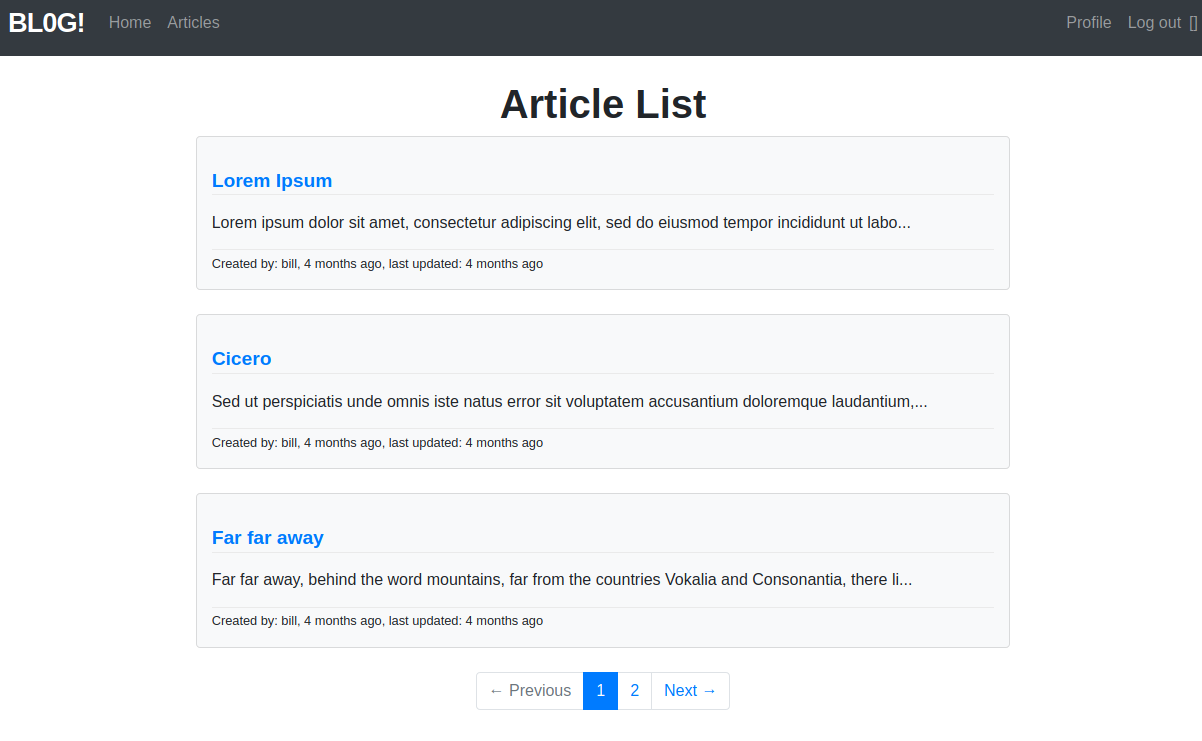 BL0G! Home Articles Profile Log out []
Article List
Lorem Ipsum
Lorem ipsum dolor sit amet, consectetur adipiscing elit, sed do eiusmod tempor incididunt ut labo...
Created by: bill, 4 months ago, last updated: 4 months ago
Cicero
Sed ut perspiciatis unde omnis iste natus error sit voluptatem accusantium doloremque laudantium,...
Created by: bill, 4 months ago, last updated: 4 months ago
Far far away
Far far away, behind the word mountains, far from the countries Vokalia and Consonantia, there li...
Created by: bill, 4 months ago, last updated: 4 months ago
← Previous 1 2 Next →